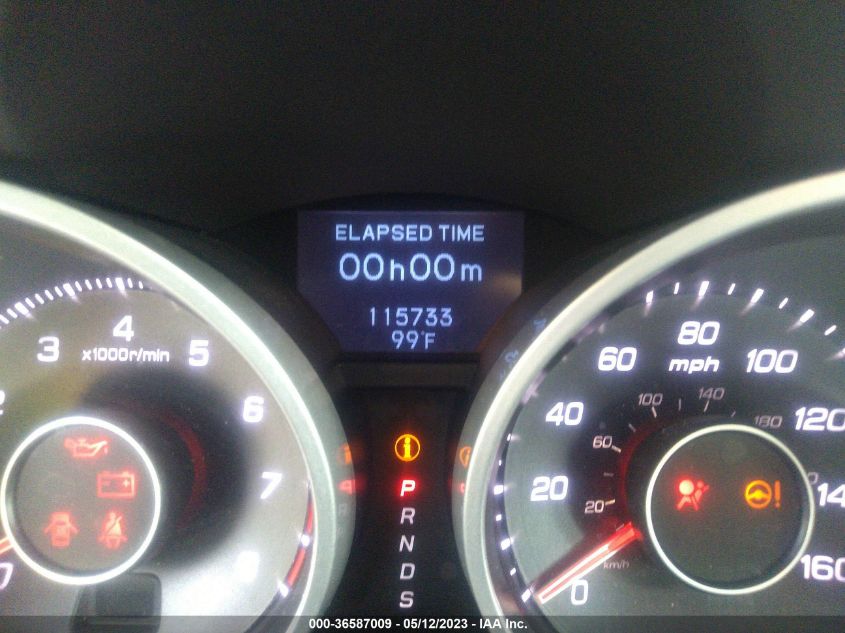 ELAPSED TIME
00h00m
115733
99°F
3 4 5 6 7
x1000r/min
P
R
N
D
S
0 20 40 60 80 100 120 160
mph
20 60 100 140 180
km/h
000-36587009 - 05/12/2023 - IAA Inc.